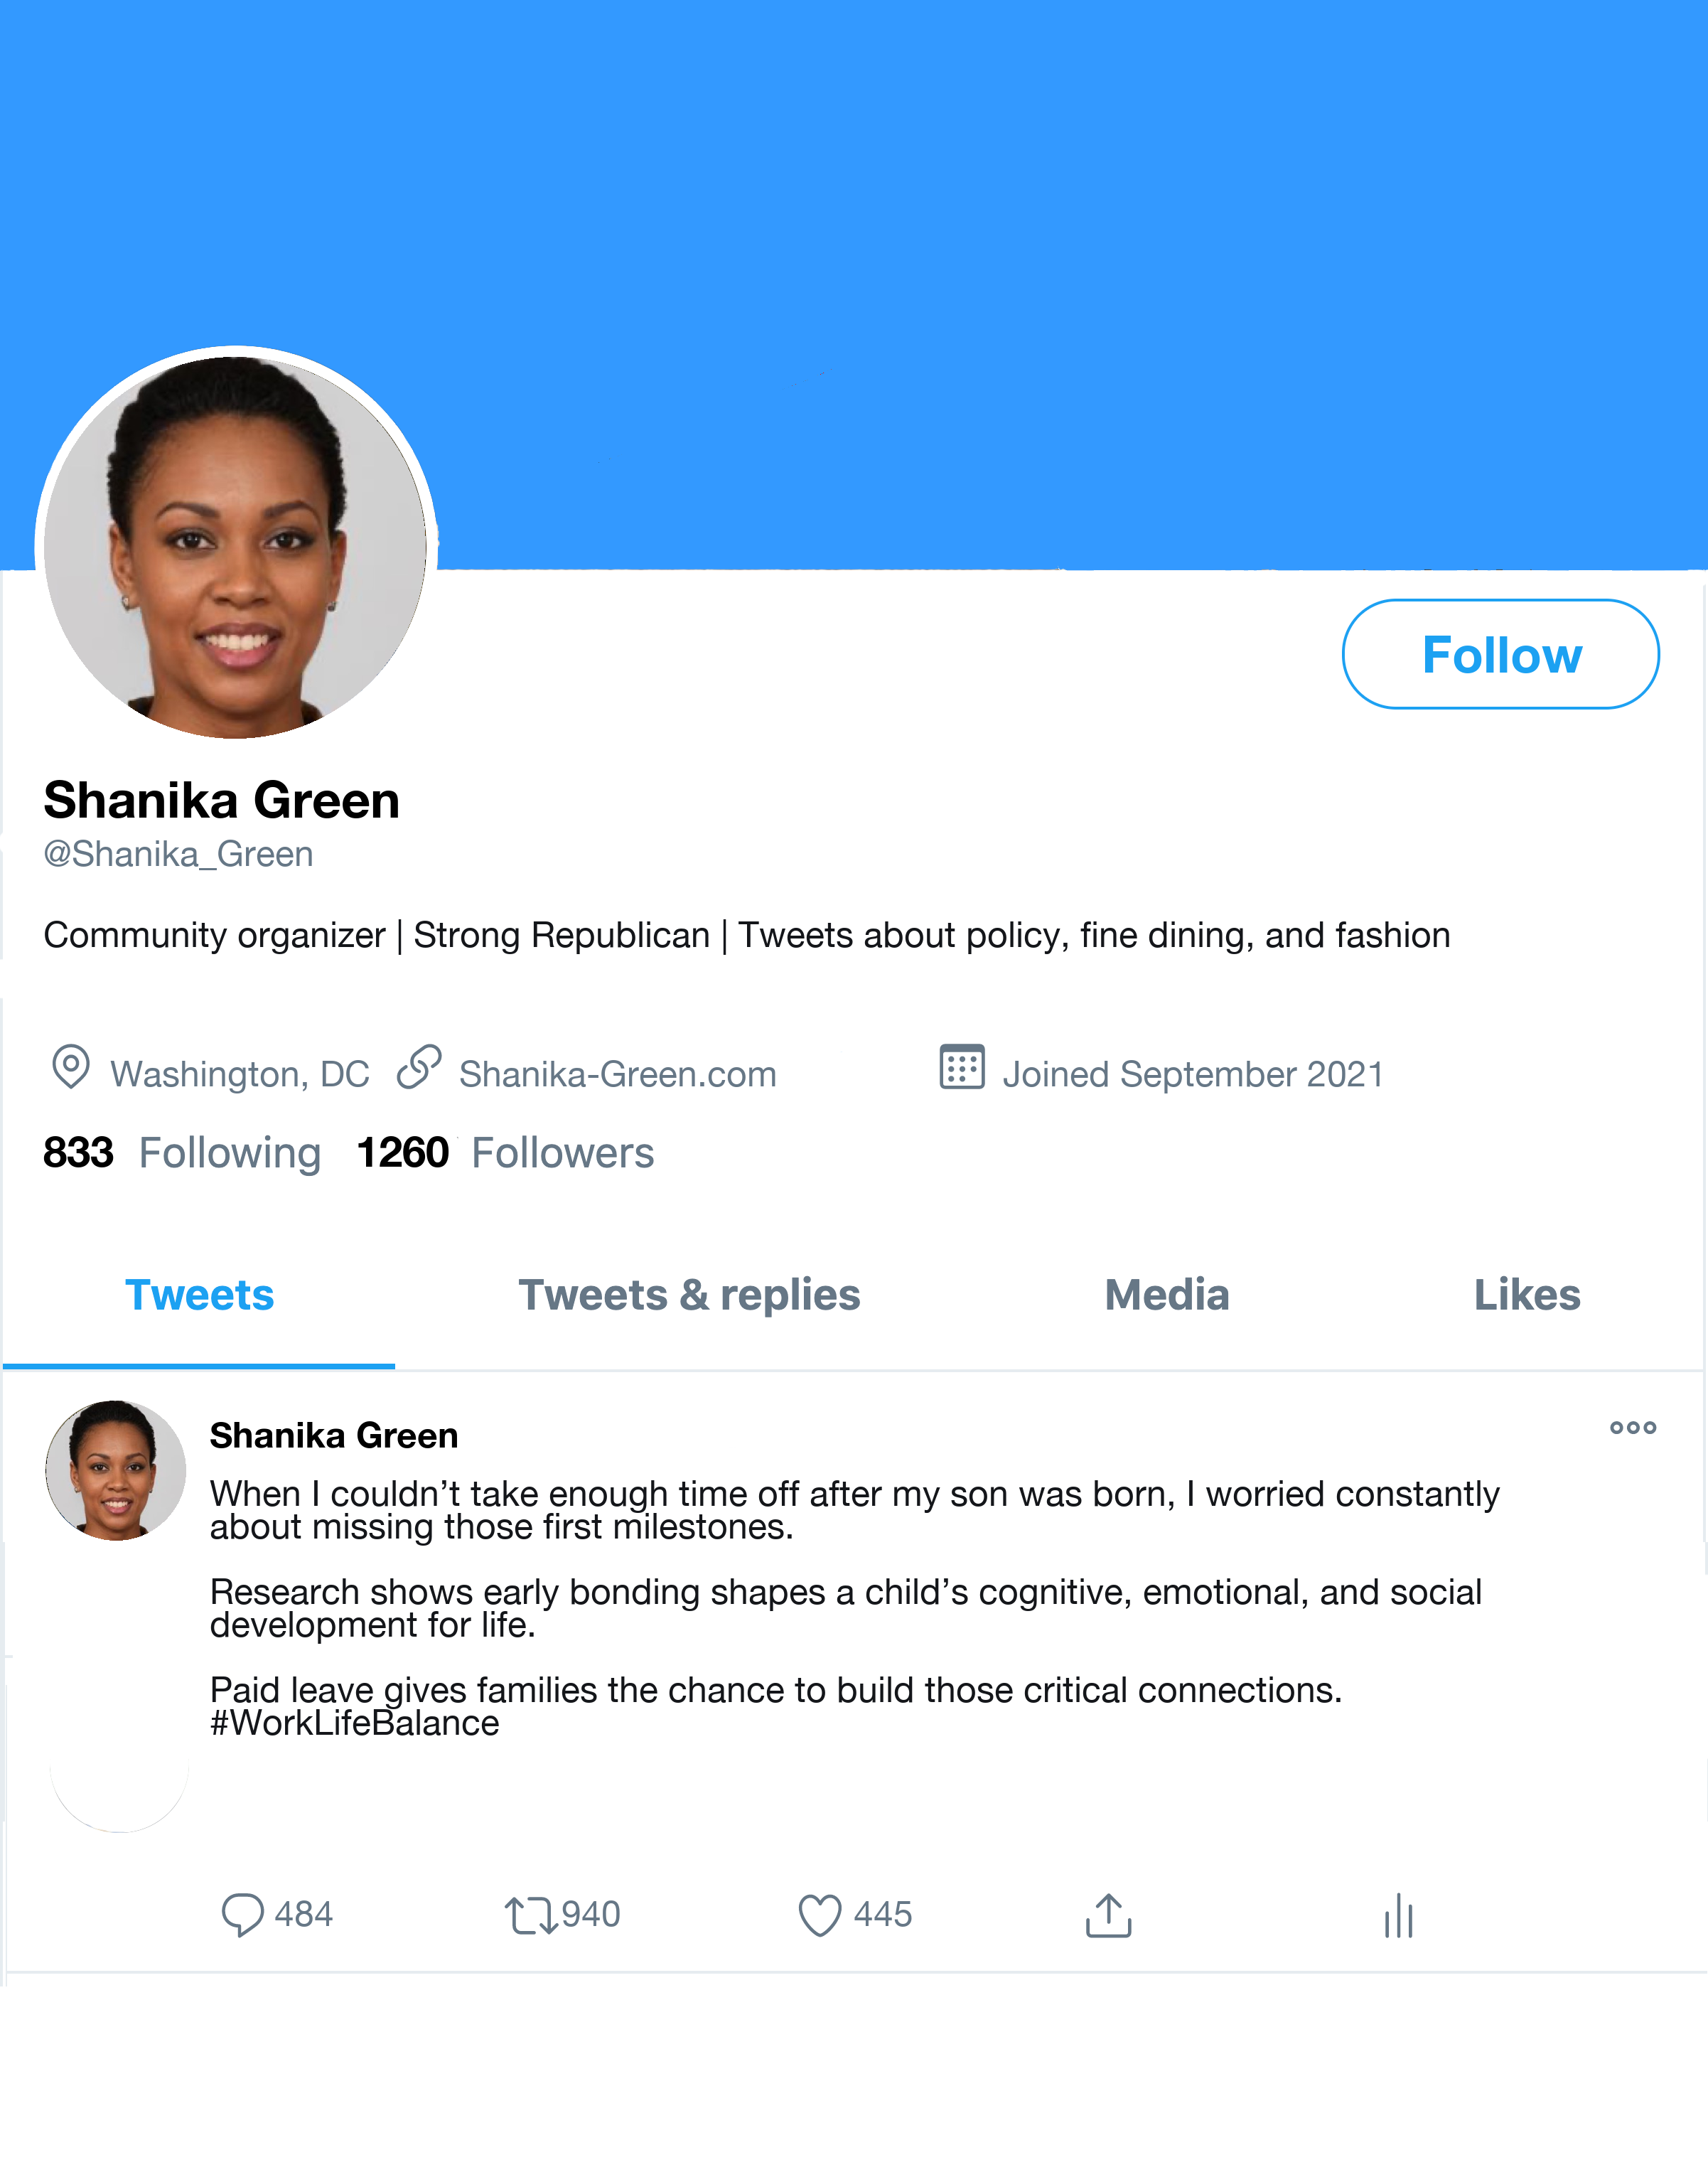 Follow
Shanika Green
@Shanika_Green
Community organizer | Strong Republican | Tweets about policy, fine dining, and fashion
Washington, DC Shanika-Green.com Joined September 2021
833 Following 1260 Followers
Tweets Tweets & replies Media Likes
Shanika Green
When I couldn’t take enough time off after my son was born, I worried constantly
about missing those first milestones.
Research shows early bonding shapes a child’s cognitive, emotional, and social
development for life.
Paid leave gives families the chance to build those critical connections.
#WorkLifeBalance
484 940 445